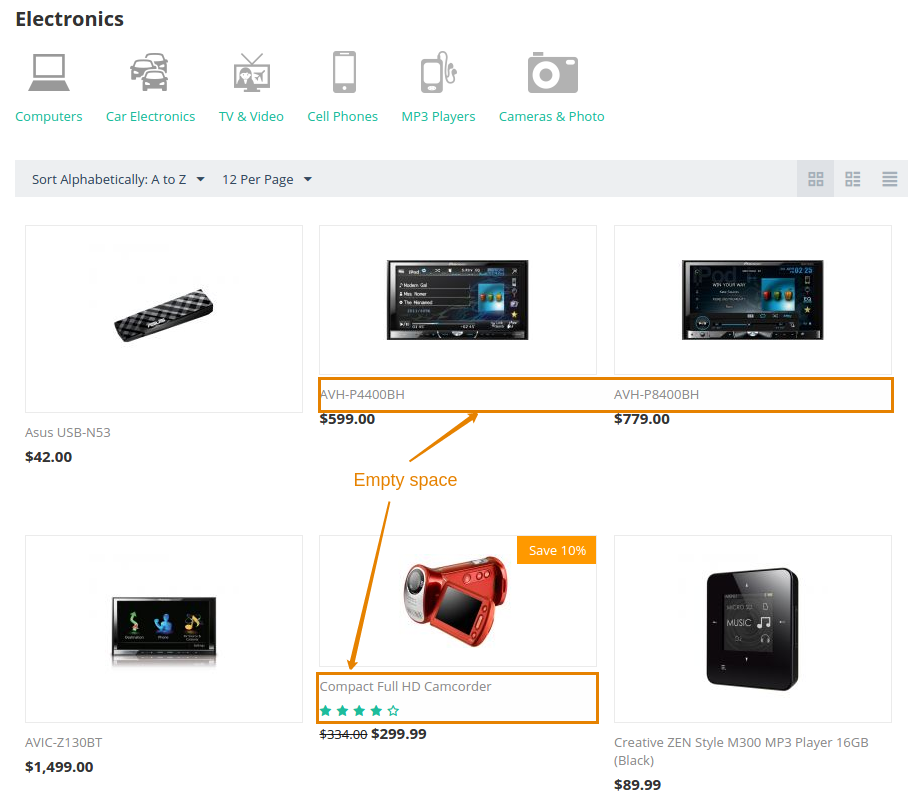 Electronics
Computers
Car Electronics
TV & Video
Cell Phones
MP3 Players
Cameras & Photo
Sort Alphabetically: A to Z
12 Per Page
AVH-P4400BH
AVH-P8400BH
$599.00
$779.00
Asus USB-N53
$42.00
Empty space
Save 10%
MUSIC
Compact Full HD Camcorder
$334.00 $299.99
AVIC-Z130BT
$1,499.00
Creative ZEN Style M300 MP3 Player 16GB
(Black)
$89.99